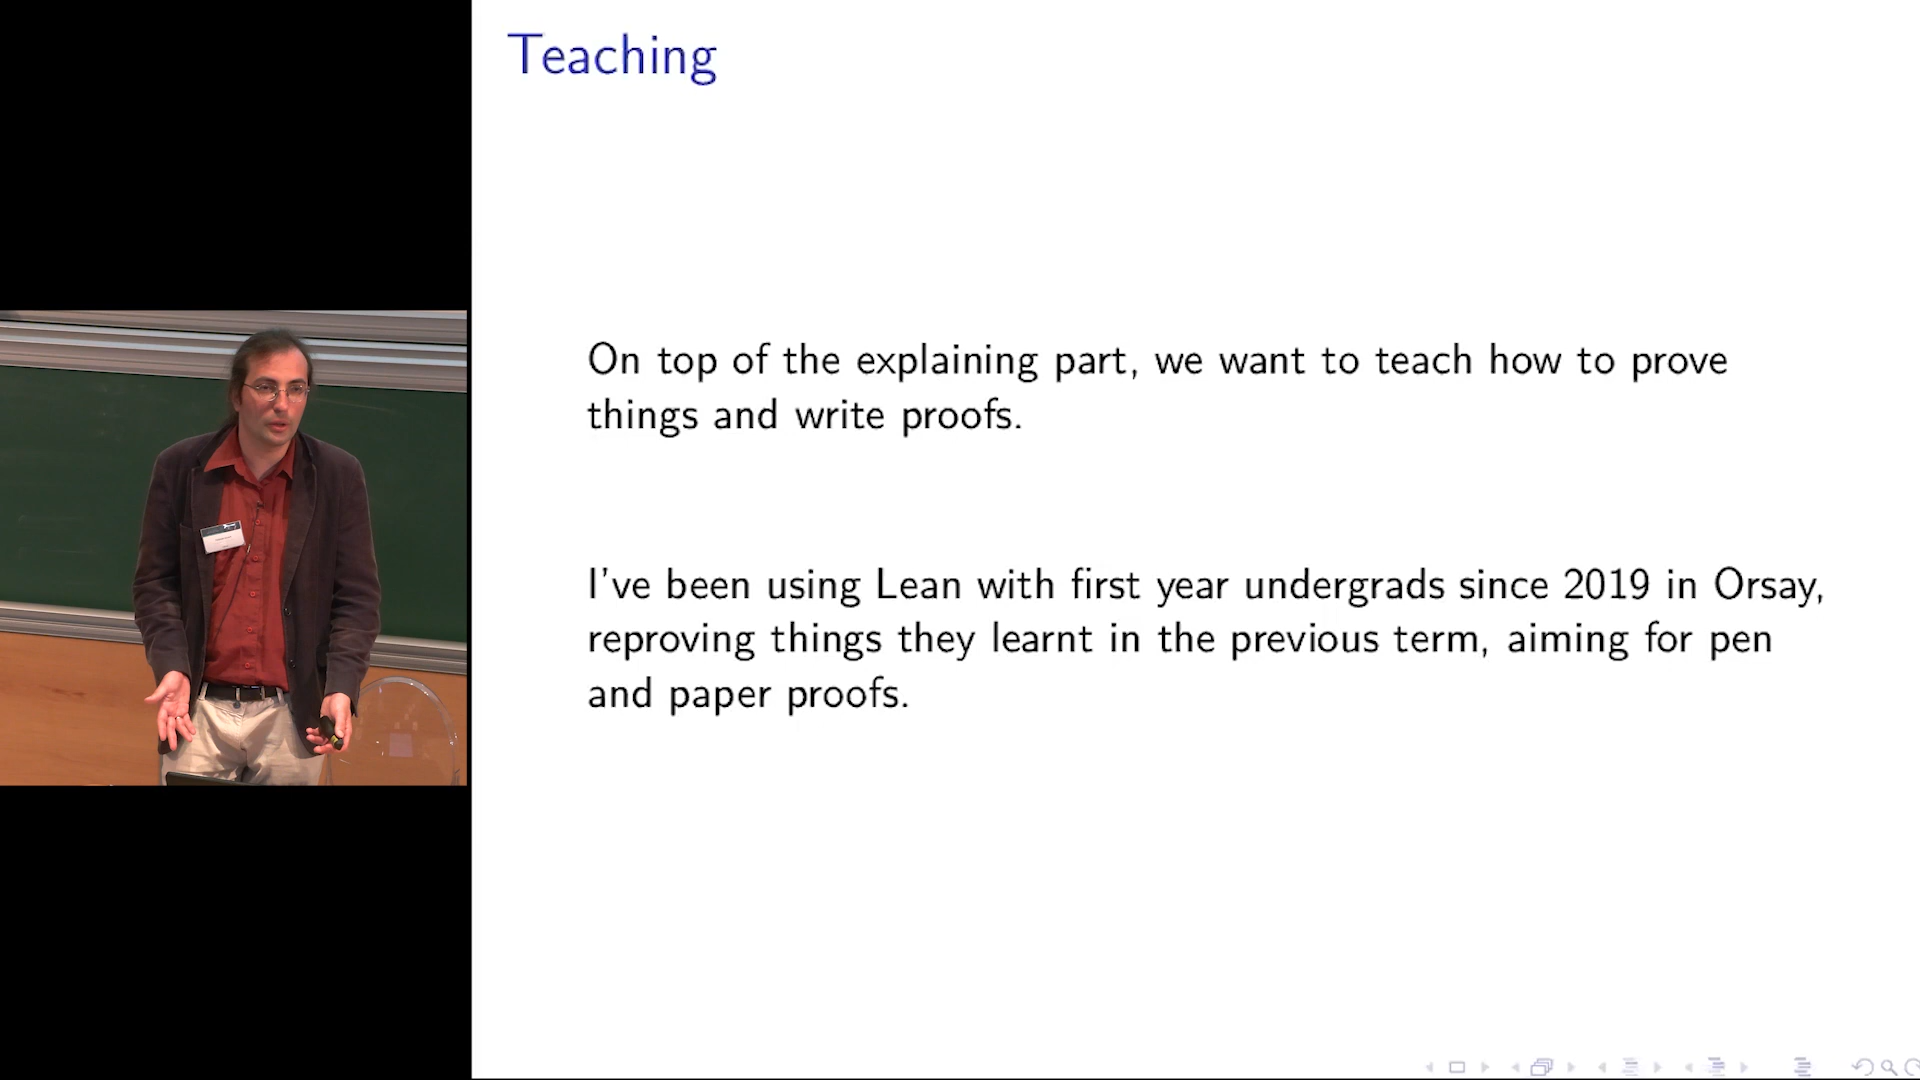 Teaching
On top of the explaining part, we want to teach how to prove
things and write proofs.
I've been using Lean with first year undergrads since 2019 in Orsay,
reproving things they learnt in the previous term, aiming for pen
and paper proofs.